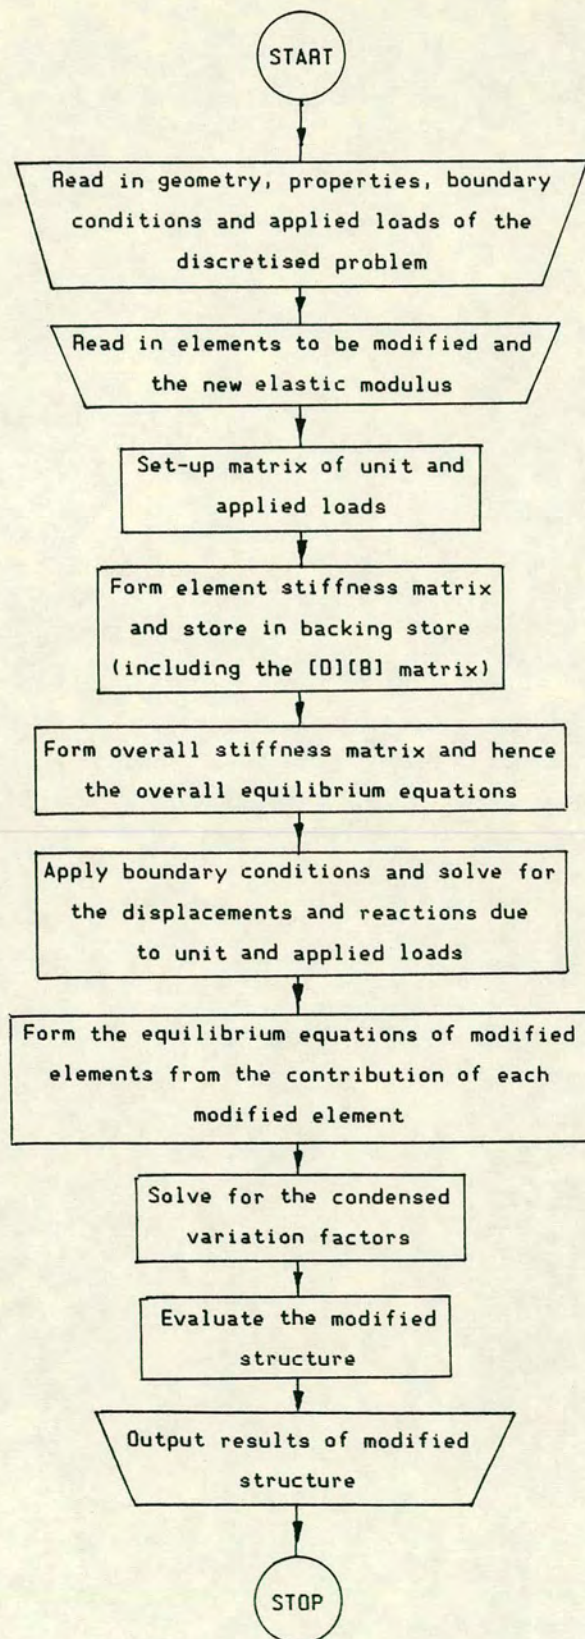 START
Read in geometry, properties, boundary
conditions and applied loads of the
discretised problem
Read in elements to be modified and
the new elastic modulus
Set-up matrix of unit and
applied loads
Form element stiffness matrix
and store in backing store
(including the [D][B] matrix)
Form overall stiffness matrix and hence
the overall equilibrium equations
Apply boundary conditions and solve for
the displacements and reactions due
to unit and applied loads
Form the equilibrium equations of modified
elements from the contribution of each
modified element
Solve for the condensed
variation factors
Evaluate the modified
structure
Output results of modified
structure
STOP